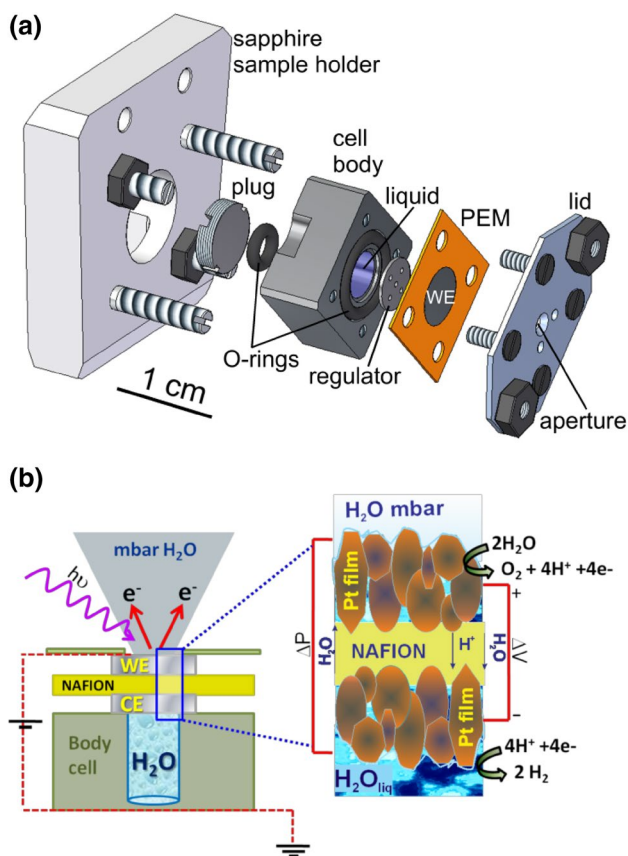 (a)
sapphire
sample holder
plug
cell
body
liquid
PEM
lid
WE
O-rings
regulator
aperture
1 cm
(b)
mbar H₂O
hυ
e⁻
e⁻
WE
NAFION
CE
Body
cell
H₂O
H₂O mbar
Pt film
2H₂O
O₂ + 4H⁺ +4e-
+
ΔP
H₂O
NAFION
H⁺
H₂O
ΔV
−
Pt film
4H⁺ +4e-
2 H₂
H₂Oliq